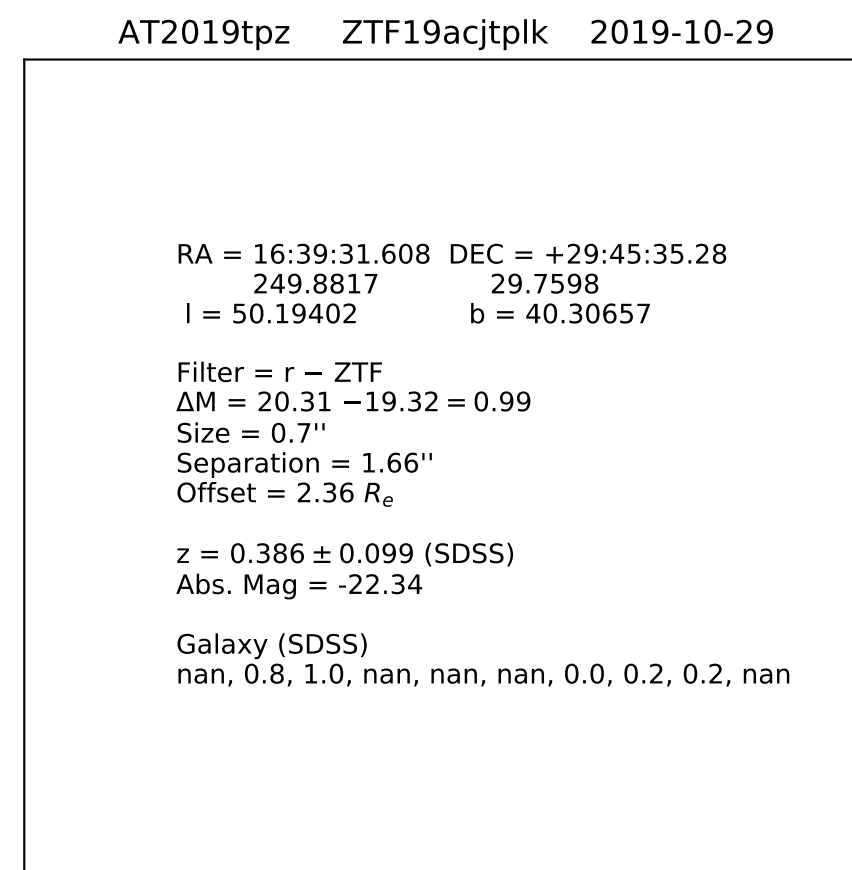 AT2019tpz ZTF19acjtplk 2019-10-29
RA = 16:39:31.608 DEC = +29:45:35.28
249.8817 29.7598
l = 50.19402 b = 40.30657
Filter = r − ZTF
ΔM = 20.31 −19.32 = 0.99
Size = 0.7''
Separation = 1.66''
Offset = 2.36 Rₑ
z = 0.386 ± 0.099 (SDSS)
Abs. Mag = -22.34
Galaxy (SDSS)
nan, 0.8, 1.0, nan, nan, nan, 0.0, 0.2, 0.2, nan